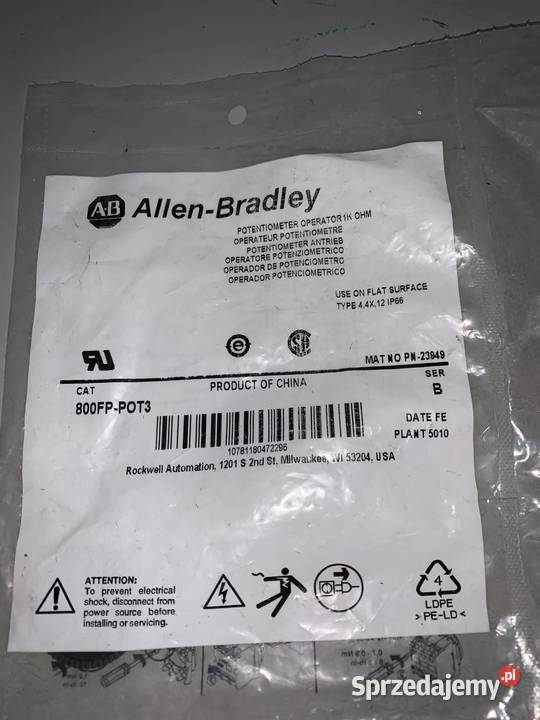 AB Allen-Bradley
POTENTIOMETER OPERATOR 1K OHM
OPERATEUR POTENTIOMETRE
POTENTIOMETER ANTRIEB
OPERATORE POTENZIOMETRICO
OPERADOR DE POTENCIOMETRO
OPERADOR POTENCIOMETRICO
USE ON FLAT SURFACE
TYPE 4,4X,12 IP66
MAT NO PN-23949
CAT
PRODUCT OF CHINA
SER
800FP-POT3
B
DATE FE
PLANT 5010
10781180472296
Rockwell Automation, 1201 S 2nd St. Milwaukee, WI 53204, USA
ATTENTION:
To prevent electrical
shock, disconnect from
power source before
installing or servicing.
4
LDPE
> PE-LD <
Sprzedajemy.pl